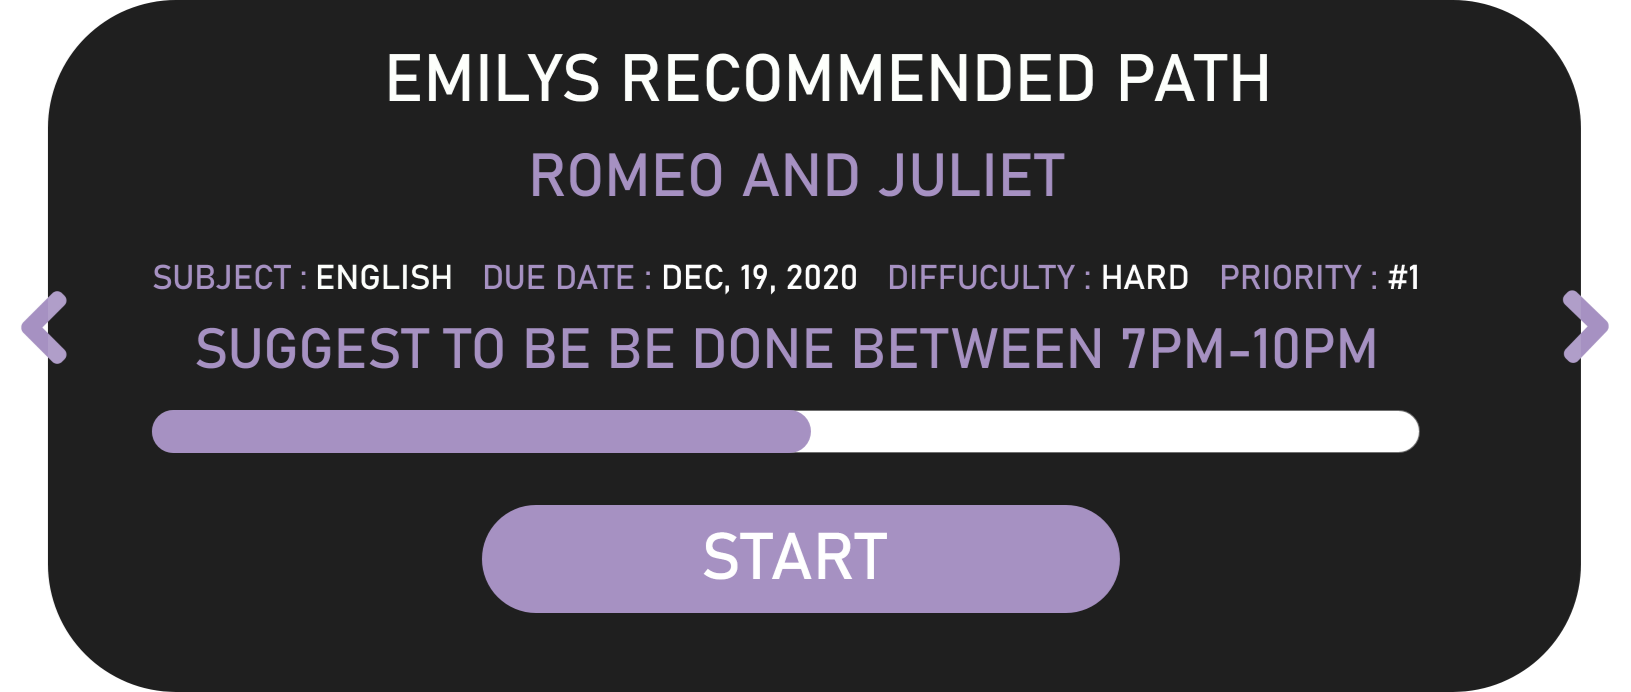 EMILYS RECOMMENDED PATH
ROMEO AND JULIET
SUBJECT : ENGLISH DUE DATE : DEC, 19, 2020 DIFFUCULTY : HARD PRIORITY : #1
SUGGEST TO BE BE DONE BETWEEN 7PM-10PM
START